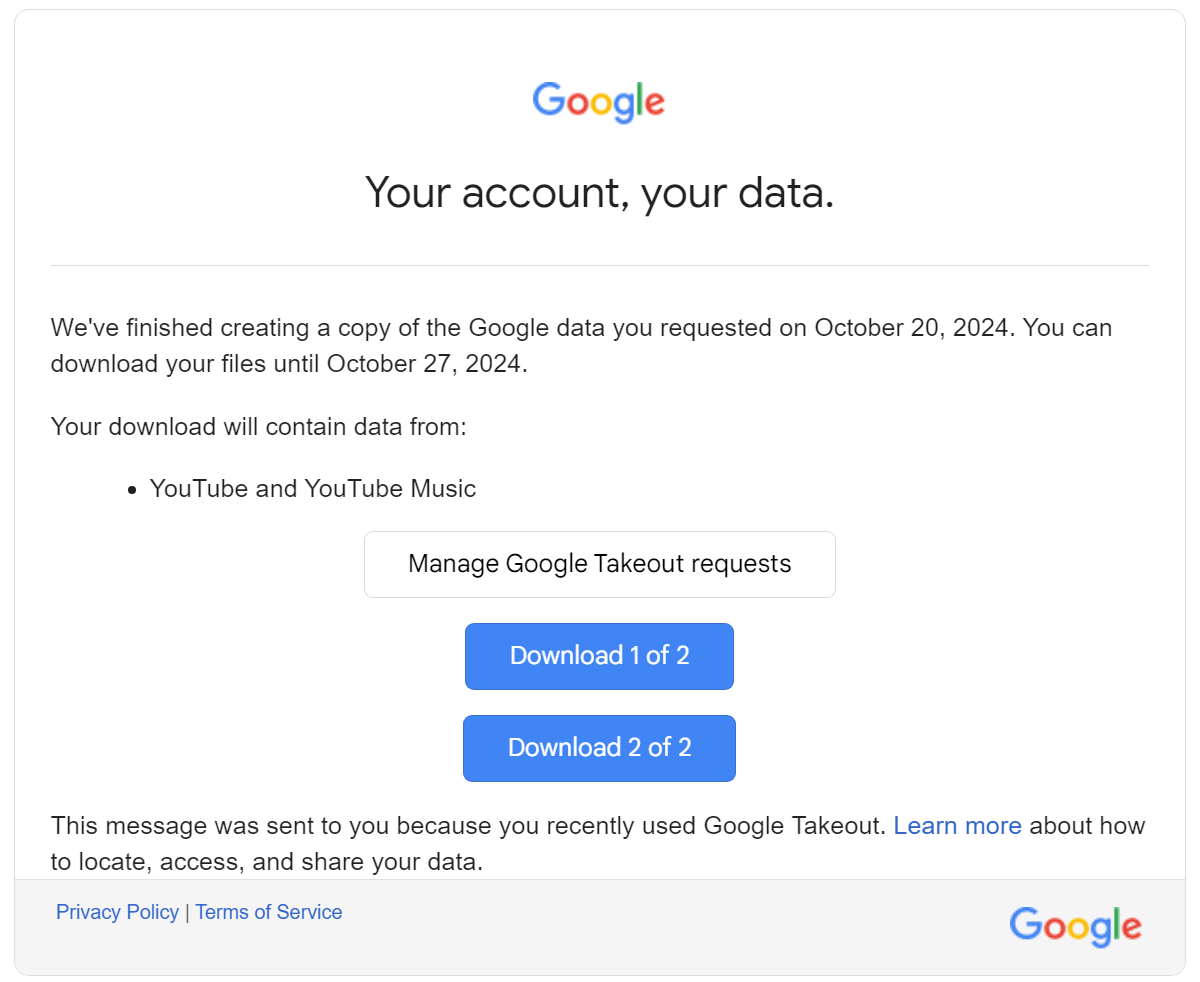 Google
Your account, your data.
We've finished creating a copy of the Google data you requested on October 20, 2024. You can
download your files until October 27, 2024.
Your download will contain data from:
• YouTube and YouTube Music
Manage Google Takeout requests
Download 1 of 2
Download 2 of 2
This message was sent to you because you recently used Google Takeout. Learn more about how
to locate, access, and share your data.
Privacy Policy | Terms of Service
Google